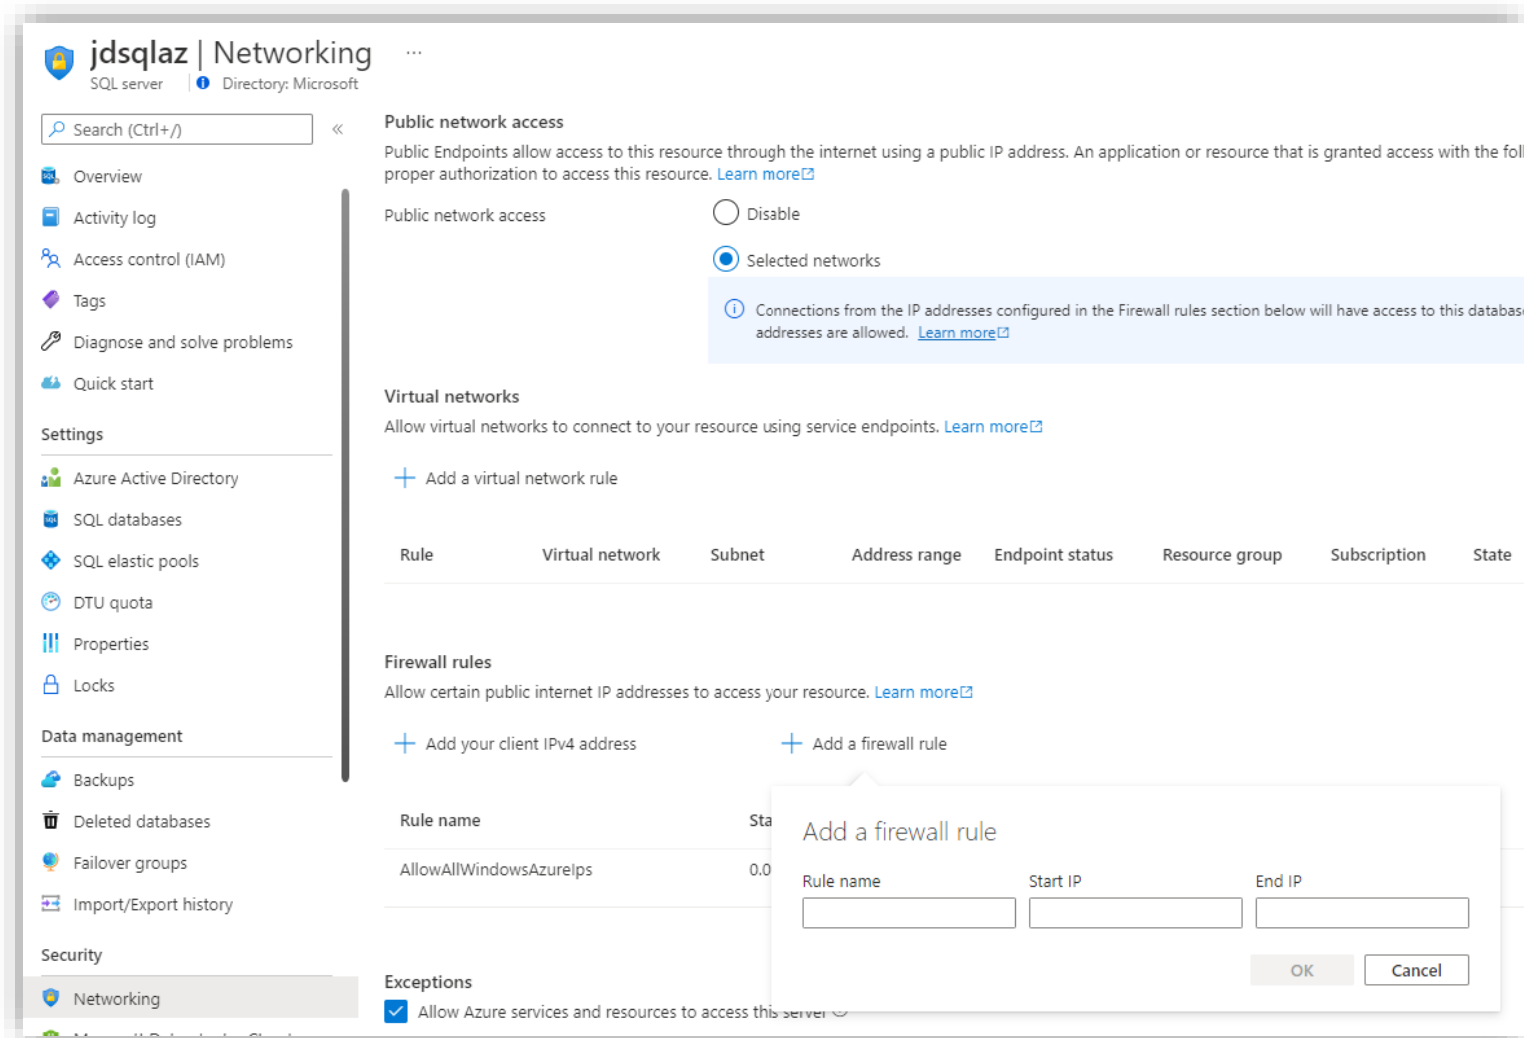 jdsqlaz | Networking ...
SQL server Directory: Microsoft
Search (Ctrl+/)
«
Overview
Activity log
Access control (IAM)
Tags
Diagnose and solve problems
Quick start
Settings
Azure Active Directory
SQL databases
SQL elastic pools
DTU quota
Properties
Locks
Data management
Backups
Deleted databases
Failover groups
Import/Export history
Security
Networking
Public network access
Public Endpoints allow access to this resource through the internet using a public IP address. An application or resource that is granted access with the foll
proper authorization to access this resource. Learn more
Public network access
Disable
Selected networks
Connections from the IP addresses configured in the Firewall rules section below will have access to this databas
addresses are allowed. Learn more
Virtual networks
Allow virtual networks to connect to your resource using service endpoints. Learn more
+ Add a virtual network rule
Rule Virtual network Subnet Address range Endpoint status Resource group Subscription State
Firewall rules
Allow certain public internet IP addresses to access your resource. Learn more
+ Add your client IPv4 address + Add a firewall rule
Rule name Sta
AllowAllWindowsAzureIps 0.0
Add a firewall rule
Rule name Start IP End IP
OK Cancel
Exceptions
Allow Azure services and resources to access this server